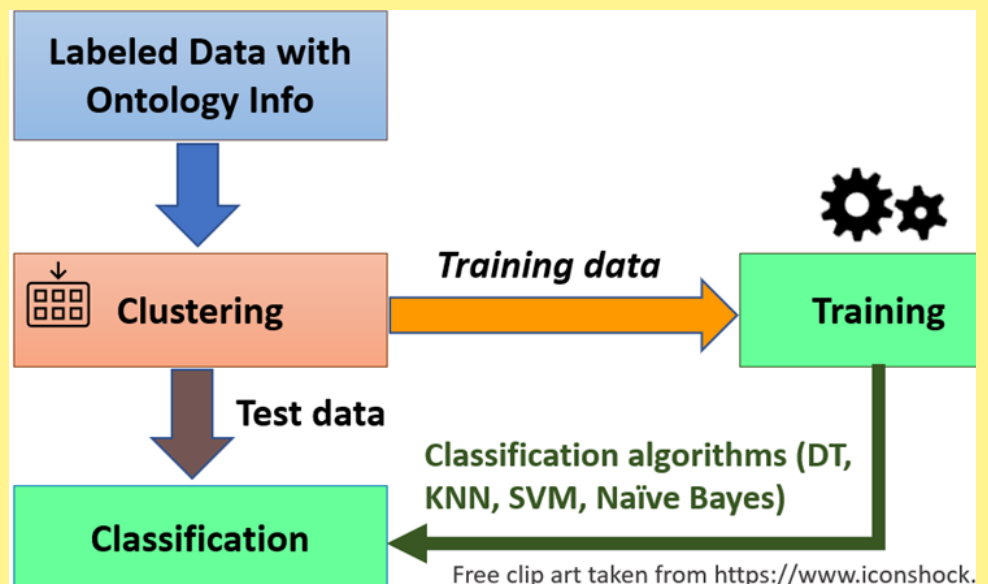 Labeled Data with
Ontology Info
Training data
Clustering
Training
Test data
Classification algorithms (DT,
KNN, SVM, Naïve Bayes)
Classification
Free clip art taken from https://www.iconshock.